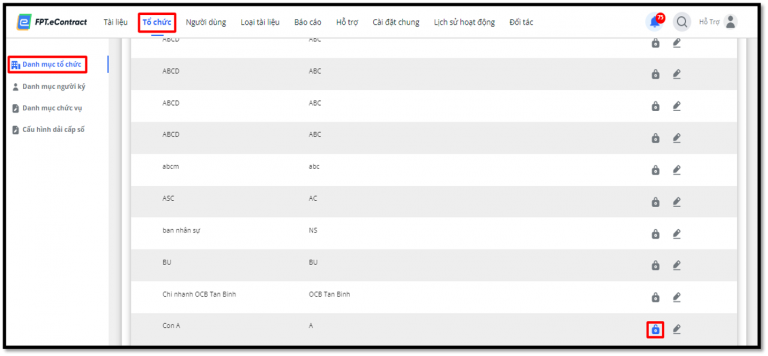 FPT.eContract Tài liệu Tổ chức Người dùng Loại tài liệu Báo cáo Hỗ trợ Cài đặt chung Lịch sử hoạt động Đối tác 75 Hỗ Trợ
Danh mục tổ chức
Danh mục người ký
Danh mục chức vụ
Cấu hình dải cấp số
ABCD ABC
ABCD ABC
ABCD ABC
ABCD ABC
abcm abc
ASC AC
ban nhân sự NS
BU BU
Chi nhanh OCB Tan Binh OCB Tan Binh
Con A A